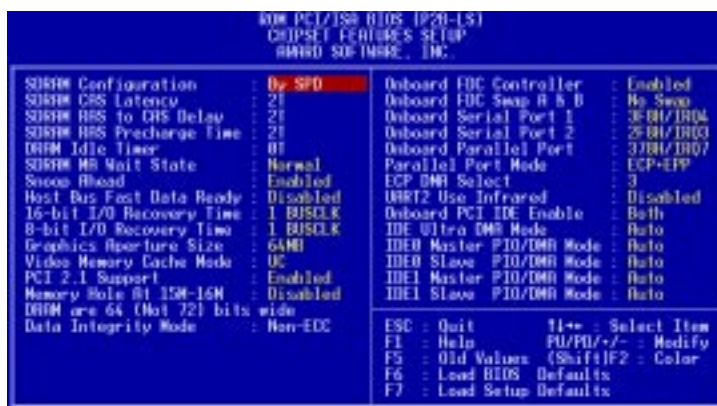 ROM PCI/ISA BIOS (P2B-LS)
CHIPSET FEATURES SETUP
AWARD SOFTWARE, INC.
SDRAM Configuration : By SPD
SDRAM CAS Latency : 2T
SDRAM RAS to CAS Delay : 2T
SDRAM RAS Precharge Time : 2T
DRAM Idle Timer : 0T
SDRAM MA Wait State : Normal
Snoop Ahead : Enabled
Host Bus Fast Data Ready : Disabled
16-bit I/O Recovery Time : 1 BUSCLK
8-bit I/O Recovery Time : 1 BUSCLK
Graphics Aperture Size : 64MB
Video Memory Cache Mode : UC
PCI 2.1 Support : Enabled
Memory Hole At 15M-16M : Disabled
DRAM are 64 (Not 72) bits wide
Data Integrity Mode : Non-ECC
Onboard FDC Controller : Enabled
Onboard FDC Swap A & B : No Swap
Onboard Serial Port 1 : 3F8H/IRQ4
Onboard Serial Port 2 : 2F8H/IRQ3
Onboard Parallel Port : 378H/IRQ7
Parallel Port Mode : ECP+EPP
ECP DMA Select : 3
UART2 Use Infrared : Disabled
Onboard PCI IDE Enable : Both
IDE Ultra DMA Mode : Auto
IDE0 Master PIO/DMA Mode : Auto
IDE0 Slave PIO/DMA Mode : Auto
IDE1 Master PIO/DMA Mode : Auto
IDE1 Slave PIO/DMA Mode : Auto
ESC : Quit ↑↓→← : Select Item
F1 : Help PU/PD/+/- : Modify
F5 : Old Values (Shift)F2 : Color
F6 : Load BIOS Defaults
F7 : Load Setup Defaults